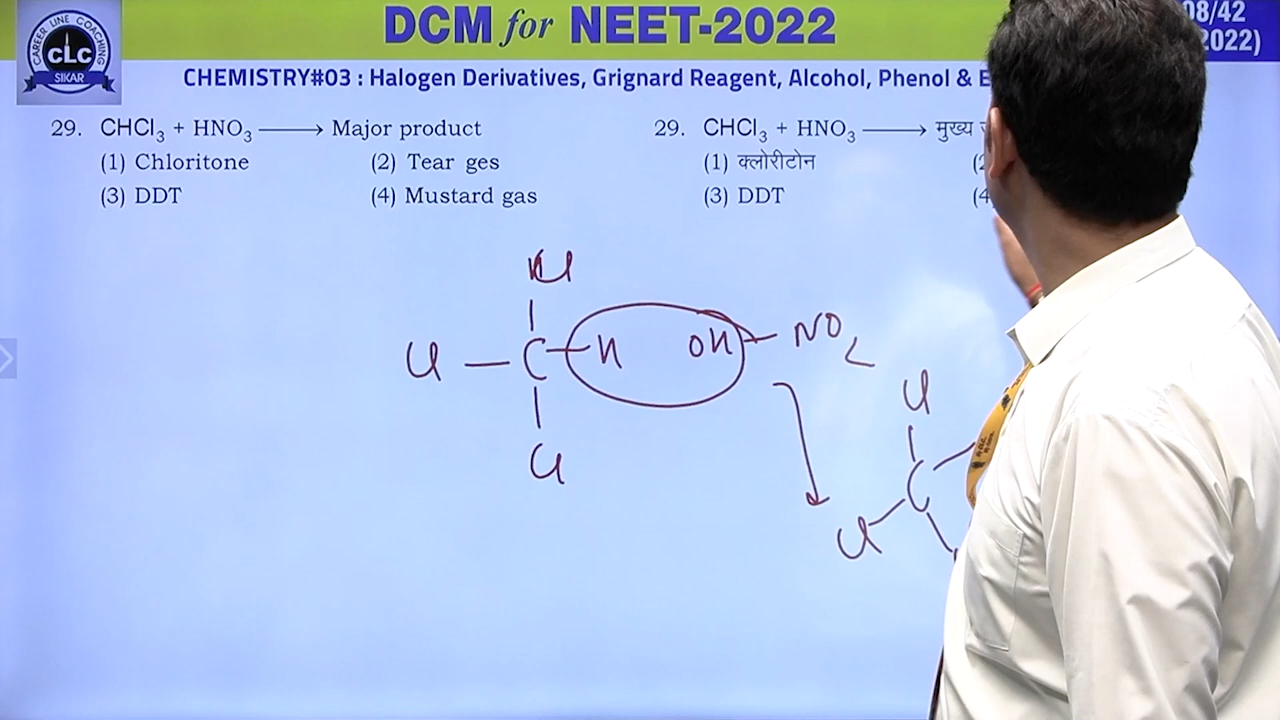 DCM for NEET-2022
08/42
2022)
CAREER LINE COACHING
CLC
SIKAR
CHEMISTRY#03 : Halogen Derivatives, Grignard Reagent, Alcohol, Phenol & E
29. CHCl₃ + HNO₃ ⟶ Major product
(1) Chloritone (2) Tear ges
(3) DDT (4) Mustard gas
29. CHCl₃ + HNO₃ ⟶ मुख्य
(1) क्लोरीटोन (2
(3) DDT (4
Cl
Cl — C — H OH — NO₂
Cl
Cl
C
Cl